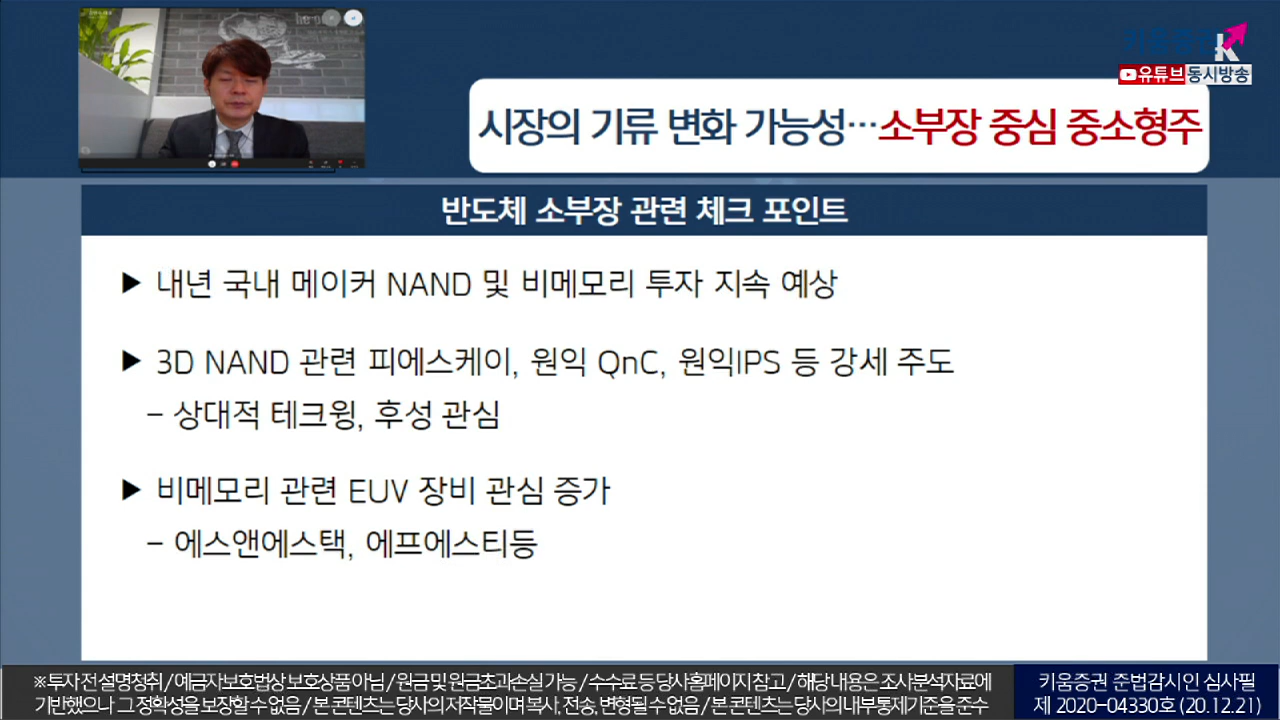 키움증권
유튜브동시방송
시장의 기류 변화 가능성…소부장 중심 중소형주
반도체 소부장 관련 체크 포인트
▶ 내년 국내 메이커 NAND 및 비메모리 투자 지속 예상
▶ 3D NAND 관련 피에스케이, 원익 QnC, 원익IPS 등 강세 주도
– 상대적 테크윙, 후성 관심
▶ 비메모리 관련 EUV 장비 관심 증가
– 에스앤에스택, 에프에스티등
※ 투자 전 설명청취 / 예금자보호법상 보호상품 아님 / 원금 및 원금초과손실 가능 / 수수료 등 당사홈페이지 참고 / 해당 내용은 조사분석자료에
기반했으나 그 정확성을 보장할 수 없음 / 본 콘텐츠는 당사의 저작물이며 복사, 전송, 변형될 수 없음 / 본 콘텐츠는 당사의 내부통제기준을 준수
키움증권 준법감시인 심사필
제 2020-04330호 (20.12.21)